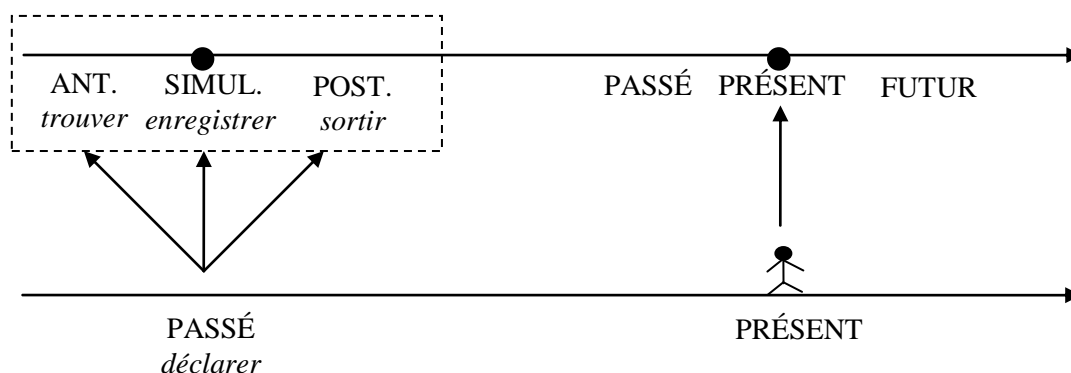 ANT. SIMUL. POST. PASSÉ PRÉSENT FUTUR
trouver enregistrer sortir
PASSÉ PRÉSENT
déclarer